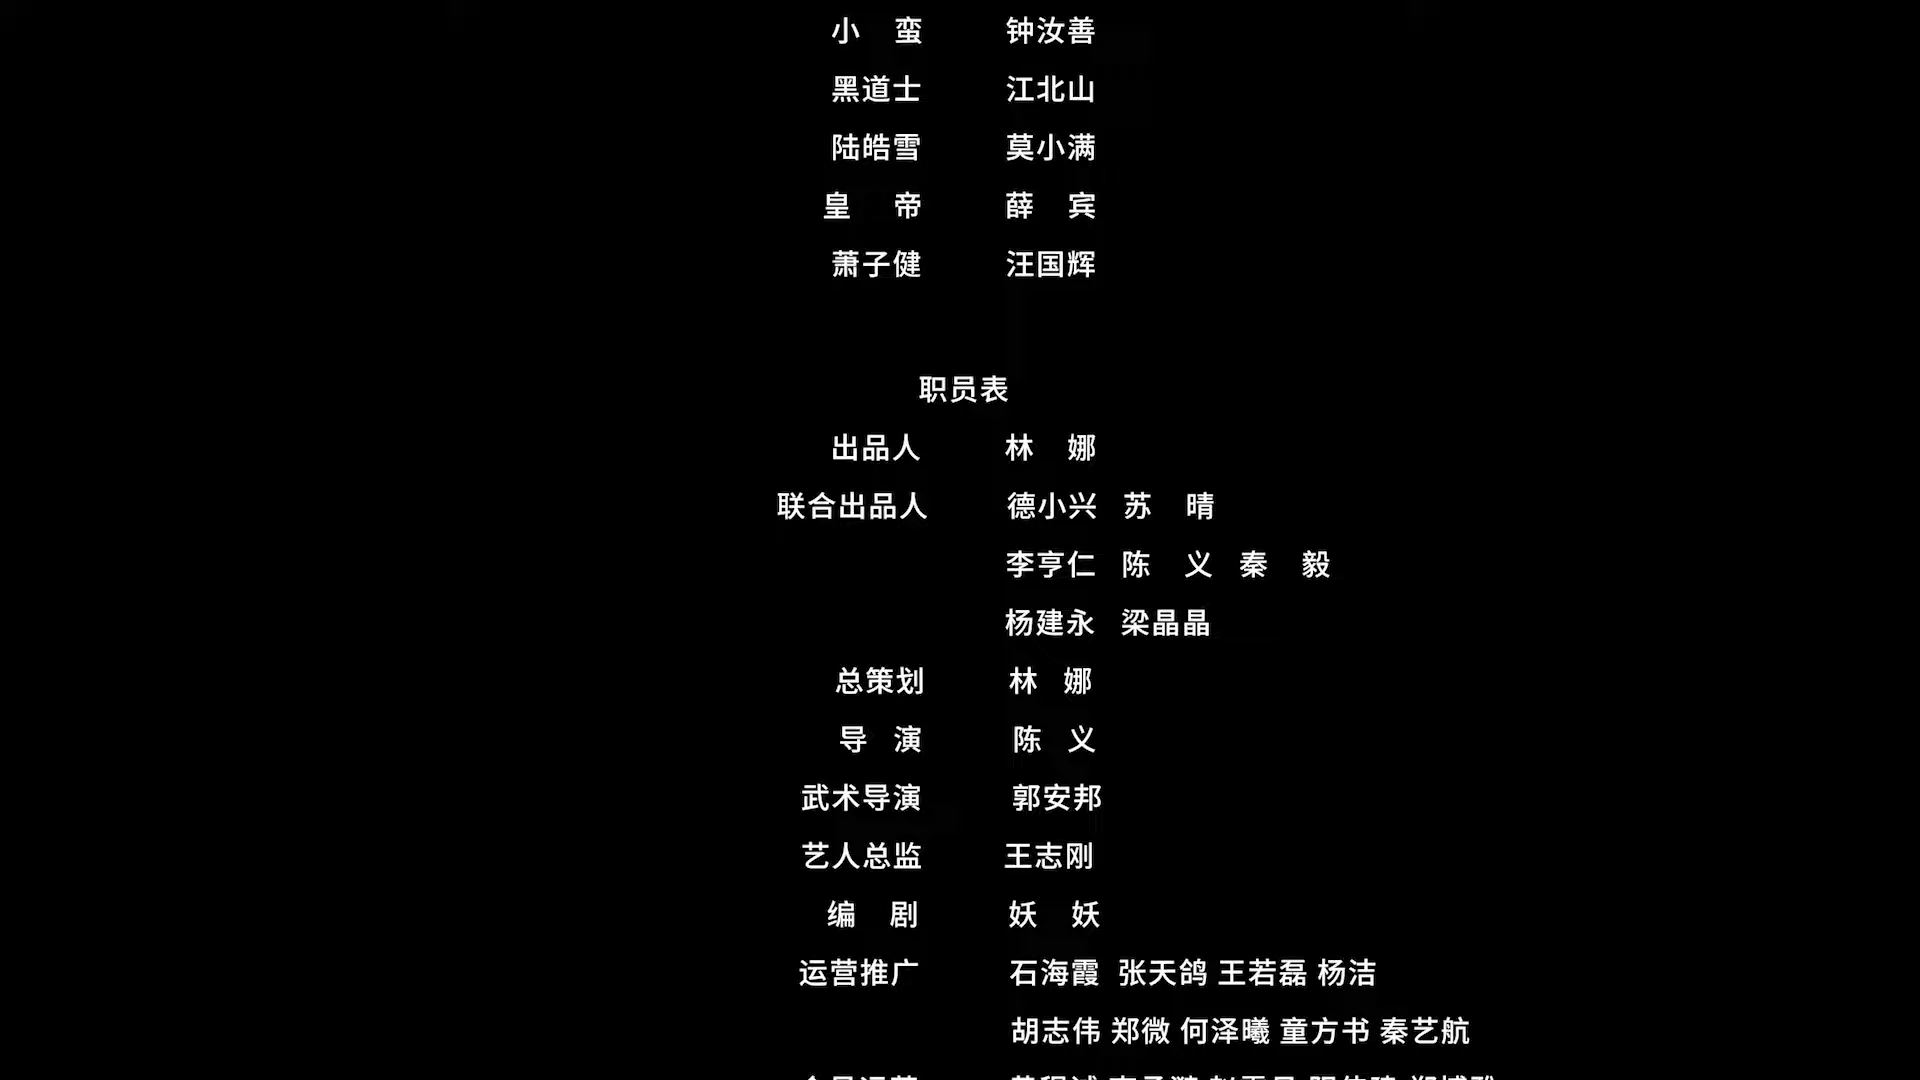 小 蛮 钟汝善
黑道士 江北山
陆皓雪 莫小满
皇 帝 薛 宾
萧子健 汪国辉
职员表
出品人 林 娜
联合出品人 德小兴 苏 晴
李亨仁 陈 义 秦 毅
杨建永 梁晶晶
总策划 林 娜
导 演 陈 义
武术导演 郭安邦
艺人总监 王志刚
编 剧 妖 妖
运营推广 石海霞 张天鸽 王若磊 杨洁
胡志伟 郑微 何泽曦 童方书 秦艺航